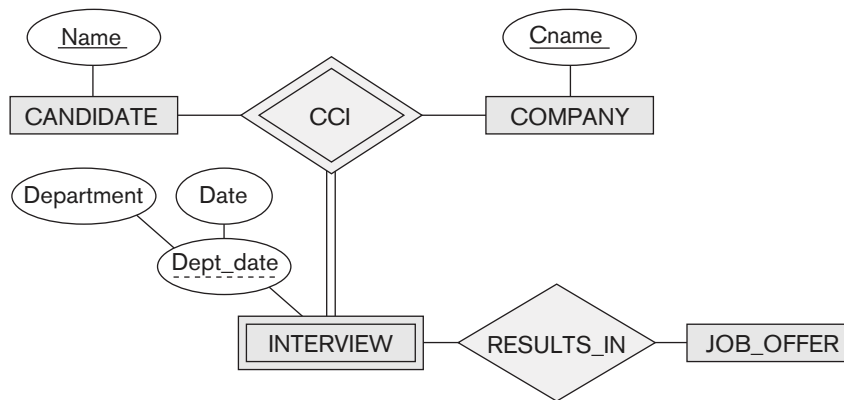 Name
Cname
CANDIDATE
CCI
COMPANY
Department
Date
Dept_date
INTERVIEW
RESULTS_IN
JOB_OFFER